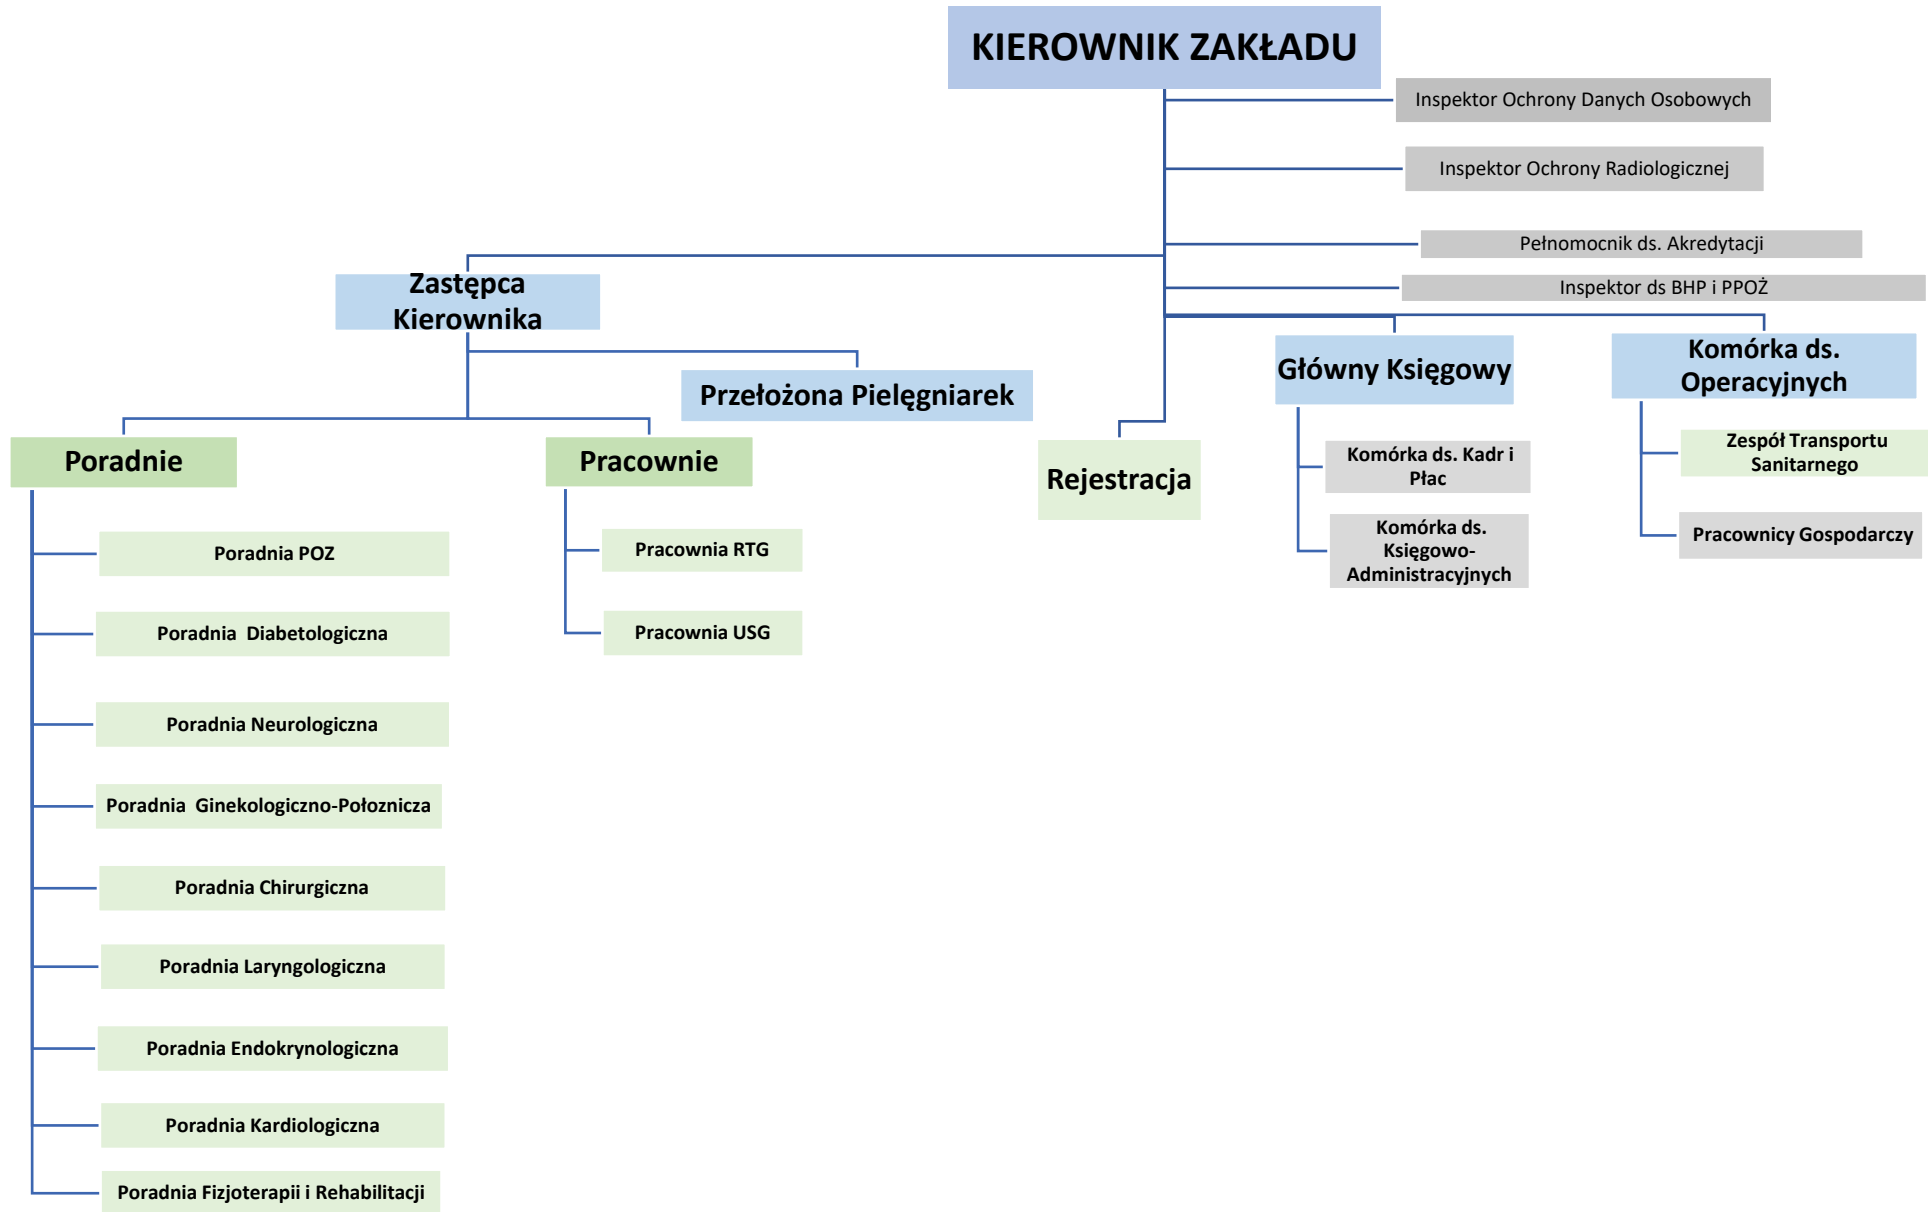 KIEROWNIK ZAKŁADU
Inspektor Ochrony Danych Osobowych
Inspektor Ochrony Radiologicznej
Pełnomocnik ds. Akredytacji
Inspektor ds BHP i PPOŻ
Zastępca
Kierownika
Przełożona Pielęgniarek
Główny Księgowy
Komórka ds.
Operacyjnych
Poradnie
Pracownie
Rejestracja
Komórka ds. Kadr i
Płac
Komórka ds.
Księgowo-
Administracyjnych
Zespół Transportu
Sanitarnego
Pracownicy Gospodarczy
Poradnia POZ
Poradnia  Diabetologiczna
Poradnia Neurologiczna
Poradnia  Ginekologiczno-Położnicza
Poradnia Chirurgiczna
Poradnia Laryngologiczna
Poradnia Endokrynologiczna
Poradnia Kardiologiczna
Poradnia Fizjoterapii i Rehabilitacji
Pracownia RTG
Pracownia USG